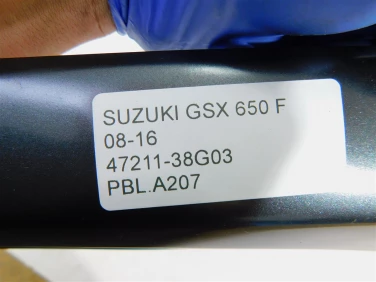 SUZUKI GSX 650 F
08-16
47211-38G03
PBL.A207